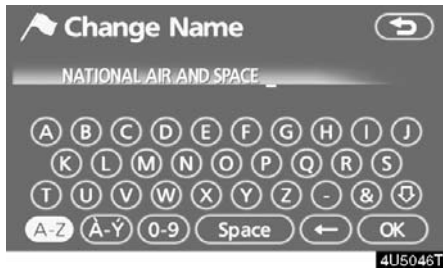 Change Name
NATIONAL AIR AND SPACE _
A B C D E F G H I J
K L M N O P Q R S
T U V W X Y Z - &
A-Z À-Ý 0-9 Space ← OK
4U5046T